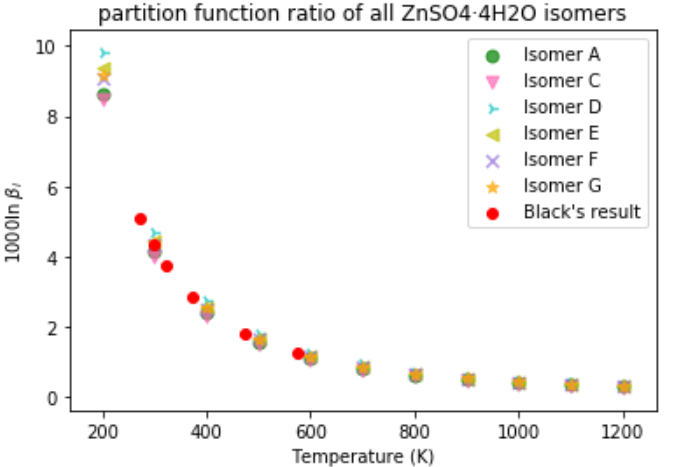 partition function ratio of all ZnSO4·4H2O isomers
10
8
6
4
2
0
1000ln βᵢ
200
400
600
800
1000
1200
Temperature (K)
Isomer A
Isomer C
Isomer D
Isomer E
Isomer F
Isomer G
Black's result